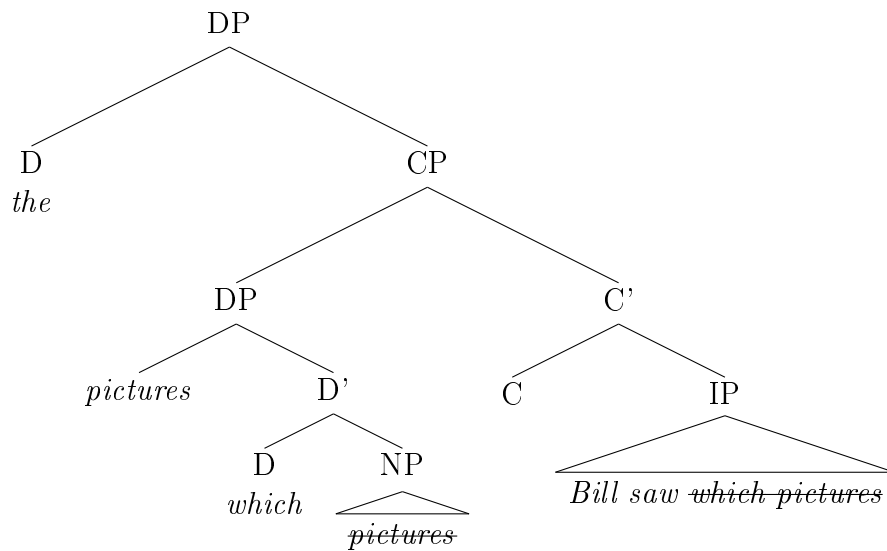 DP
D CP
the
DP C'
pictures D' C IP
D NP
which pictures Bill saw which pictures